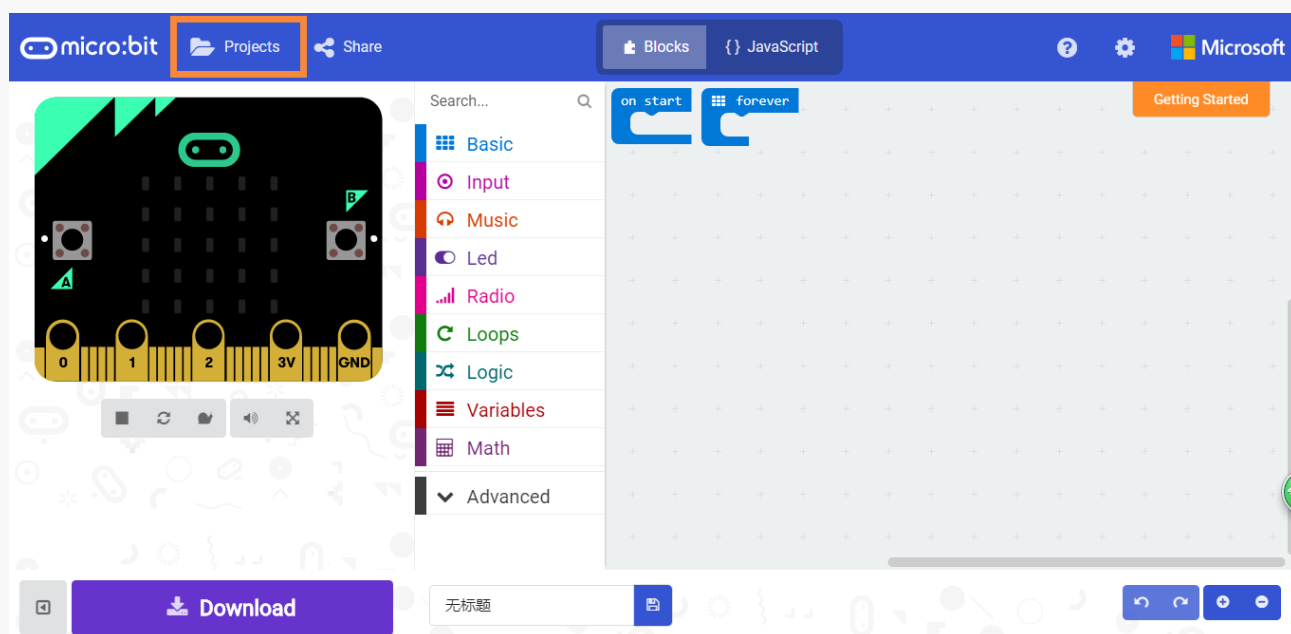 micro:bit Projects Share Blocks {} JavaScript ? Microsoft
Search...
on start forever
Getting Started
Basic
Input
Music
Led
Radio
Loops
Logic
Variables
Math
Advanced
B
A
0 1 2 3V GND
Download
无标题